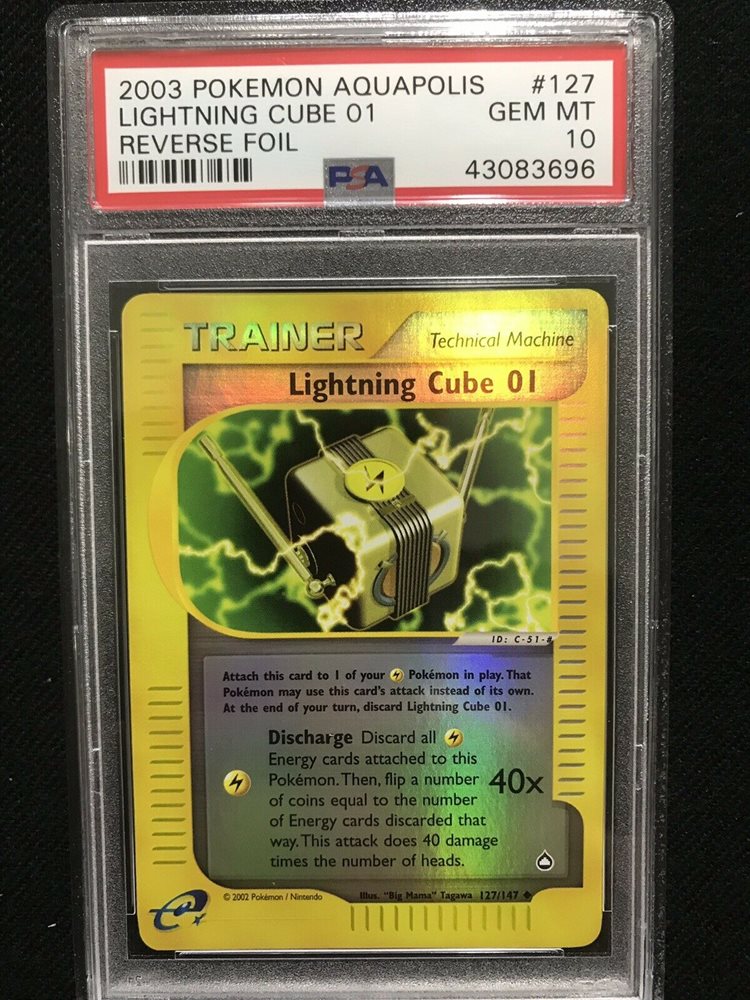 2003 POKEMON AQUAPOLIS #127
LIGHTNING CUBE 01 GEM MT
REVERSE FOIL 10
PSA 43083696
TRAINER Technical Machine
Lightning Cube 01
ID: C-51-#
Attach this card to 1 of your Pokémon in play. That
Pokémon may use this card's attack instead of its own.
At the end of your turn, discard Lightning Cube 01.
Discharge Discard all
Energy cards attached to this
Pokémon. Then, flip a number 40x
of coins equal to the number
of Energy cards discarded that
way. This attack does 40 damage
times the number of heads.
e
© 2002 Pokémon / Nintendo Illus. "Big Mama" Tagawa 127/147